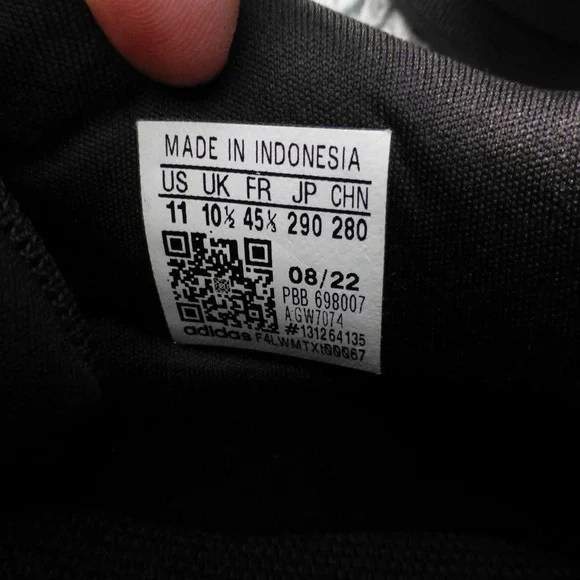 MADE IN INDONESIA
US UK FR JP CHN
11 10½ 45⅓ 290 280
08/22
PBB 698007
AGW7074
#131264135
adidas F4LWMTXt00067